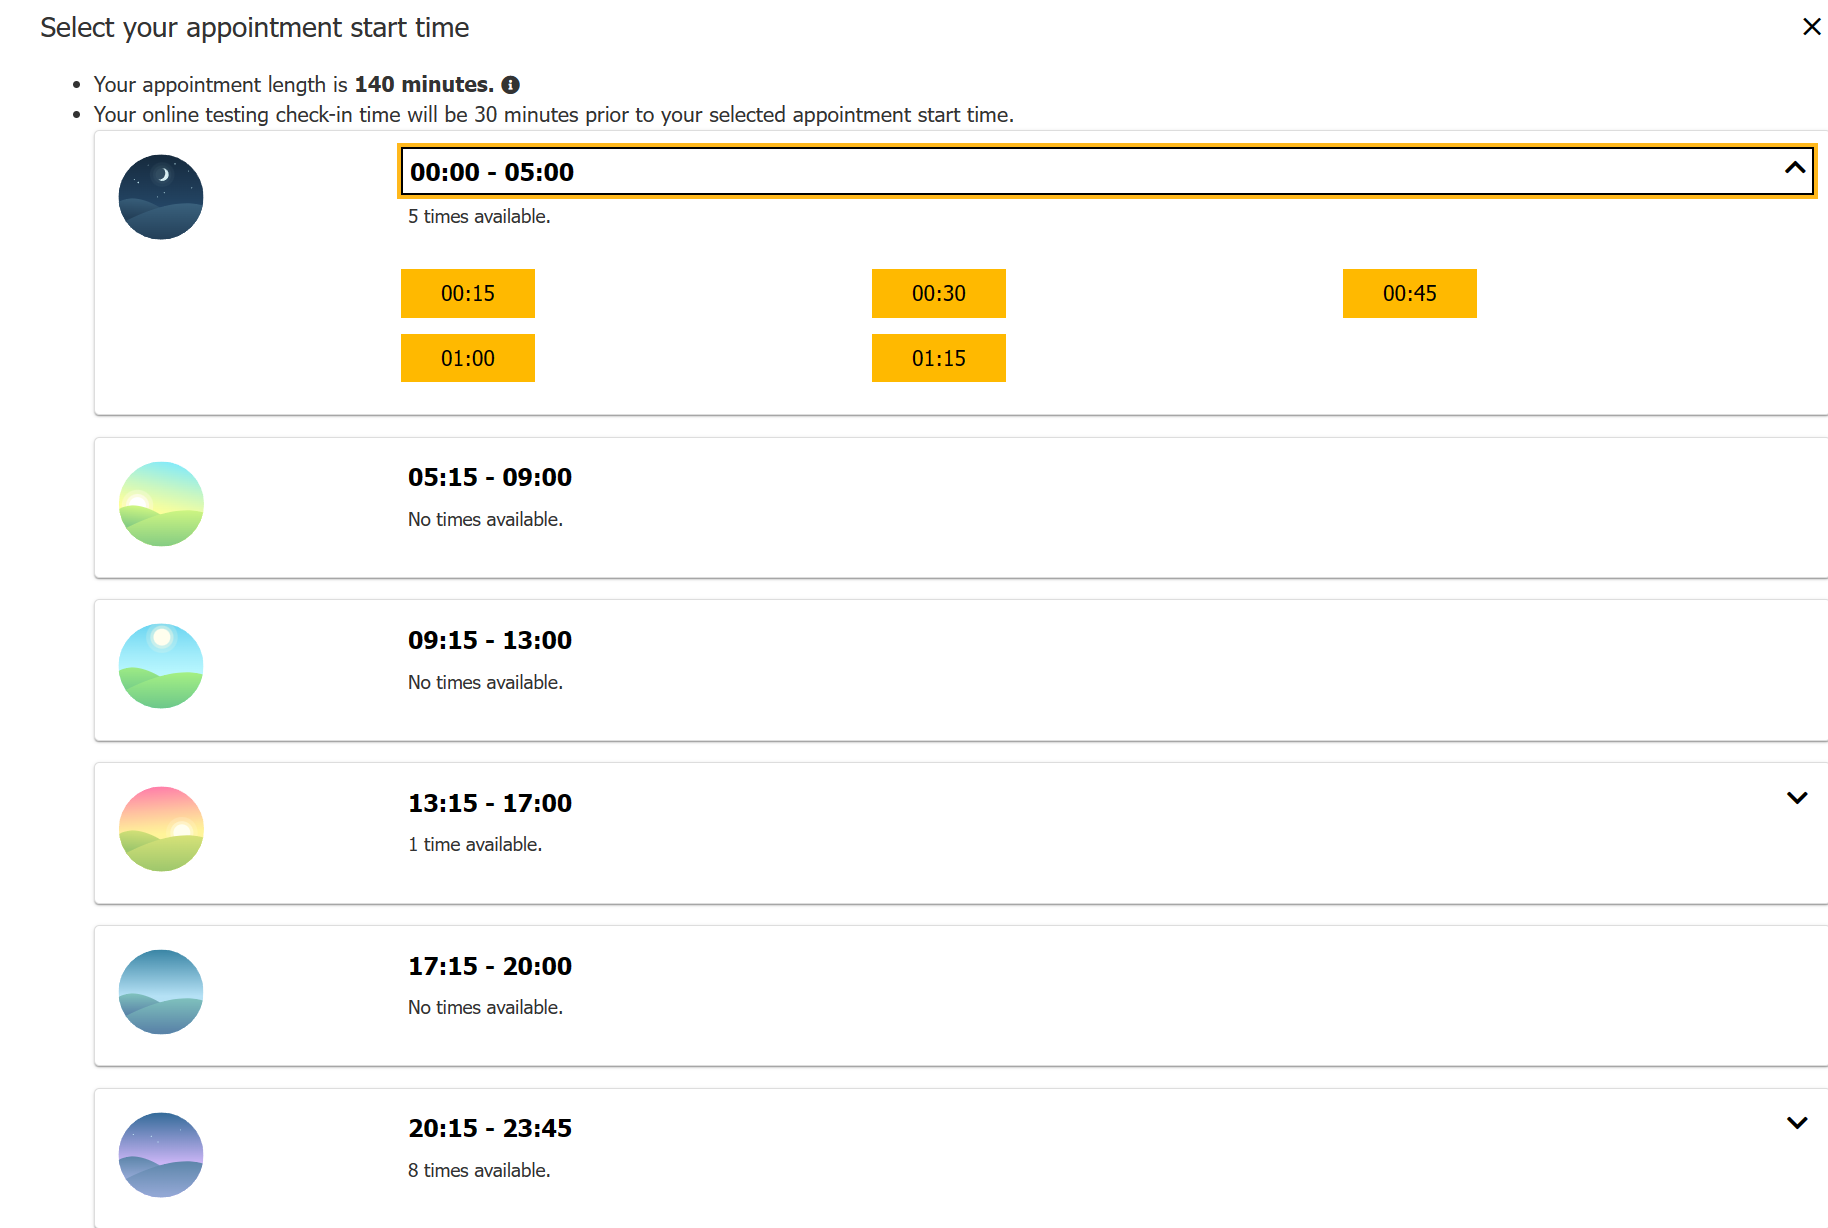 Select your appointment start time
Your appointment length is 140 minutes.
Your online testing check-in time will be 30 minutes prior to your selected appointment start time.
00:00 - 05:00
5 times available.
00:15 00:30 00:45
01:00 01:15
05:15 - 09:00
No times available.
09:15 - 13:00
No times available.
13:15 - 17:00
1 time available.
17:15 - 20:00
No times available.
20:15 - 23:45
8 times available.